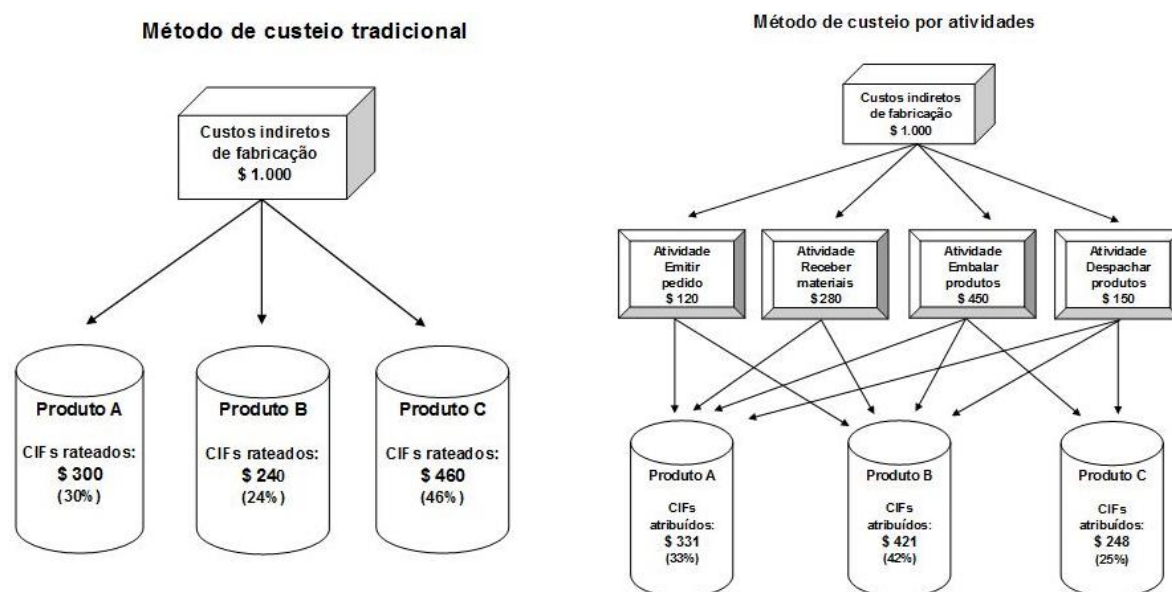 Método de custeio tradicional
Custos indiretos
de fabricação
$ 1.000
Produto A
CIFs rateados:
$ 300
(30%)
Produto B
CIFs rateados:
$ 240
(24%)
Produto C
CIFs rateados:
$ 460
(46%)
Método de custeio por atividades
Custos indiretos
de fabricação
$ 1.000
Atividade
Emitir
pedido
$ 120
Atividade
Receber
materiais
$ 280
Atividade
Embalar
produtos
$ 450
Atividade
Despachar
produtos
$ 150
Produto A
CIFs
atribuídos:
$ 331
(33%)
Produto B
CIFs
atribuídos:
$ 421
(42%)
Produto C
CIFs
atribuídos:
$ 248
(25%)